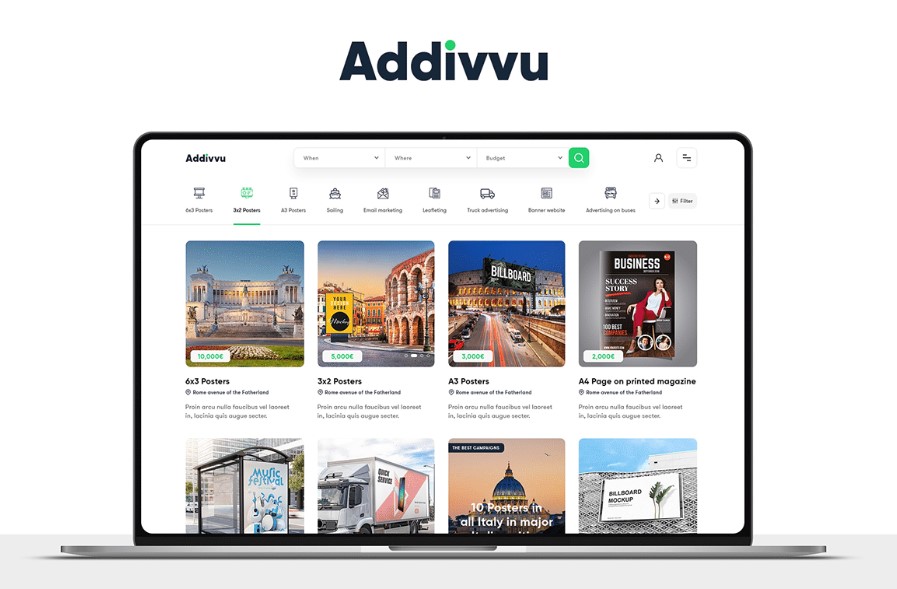 Addivvu
Addivvu
When
Where
Budget
6x3 Posters
3x2 Posters
A3 Posters
Sailing
Email marketing
Leafleting
Truck advertising
Banner website
Advertising on buses
Filter
YOUR
HERE
Mockup
BILLBOARD
BUSINESS
SUCCESS
STORY
100 BEST
COMPANIES
10,000€
5,000€
3,000€
2,000€
6x3 Posters
Rome avenue of the Fatherland
Proin arcu nulla faucibus vel laoreet
in, lacinia quis augue secter.
3x2 Posters
Rome avenue of the Fatherland
Proin arcu nulla faucibus vel laoreet
in, lacinia quis augue secter.
A3 Posters
Rome avenue of the Fatherland
Proin arcu nulla faucibus vel laoreet
in, lacinia quis augue secter.
A4 Page on printed magazine
Rome avenue of the Fatherland
Proin arcu nulla faucibus vel laoreet
in, lacinia quis augue secter.
MUSIC
festival
QUICK
SERVICE
THE BEST CAMPAIGNS
10 Posters in
all Italy in major
BILLBOARD
MOCKUP